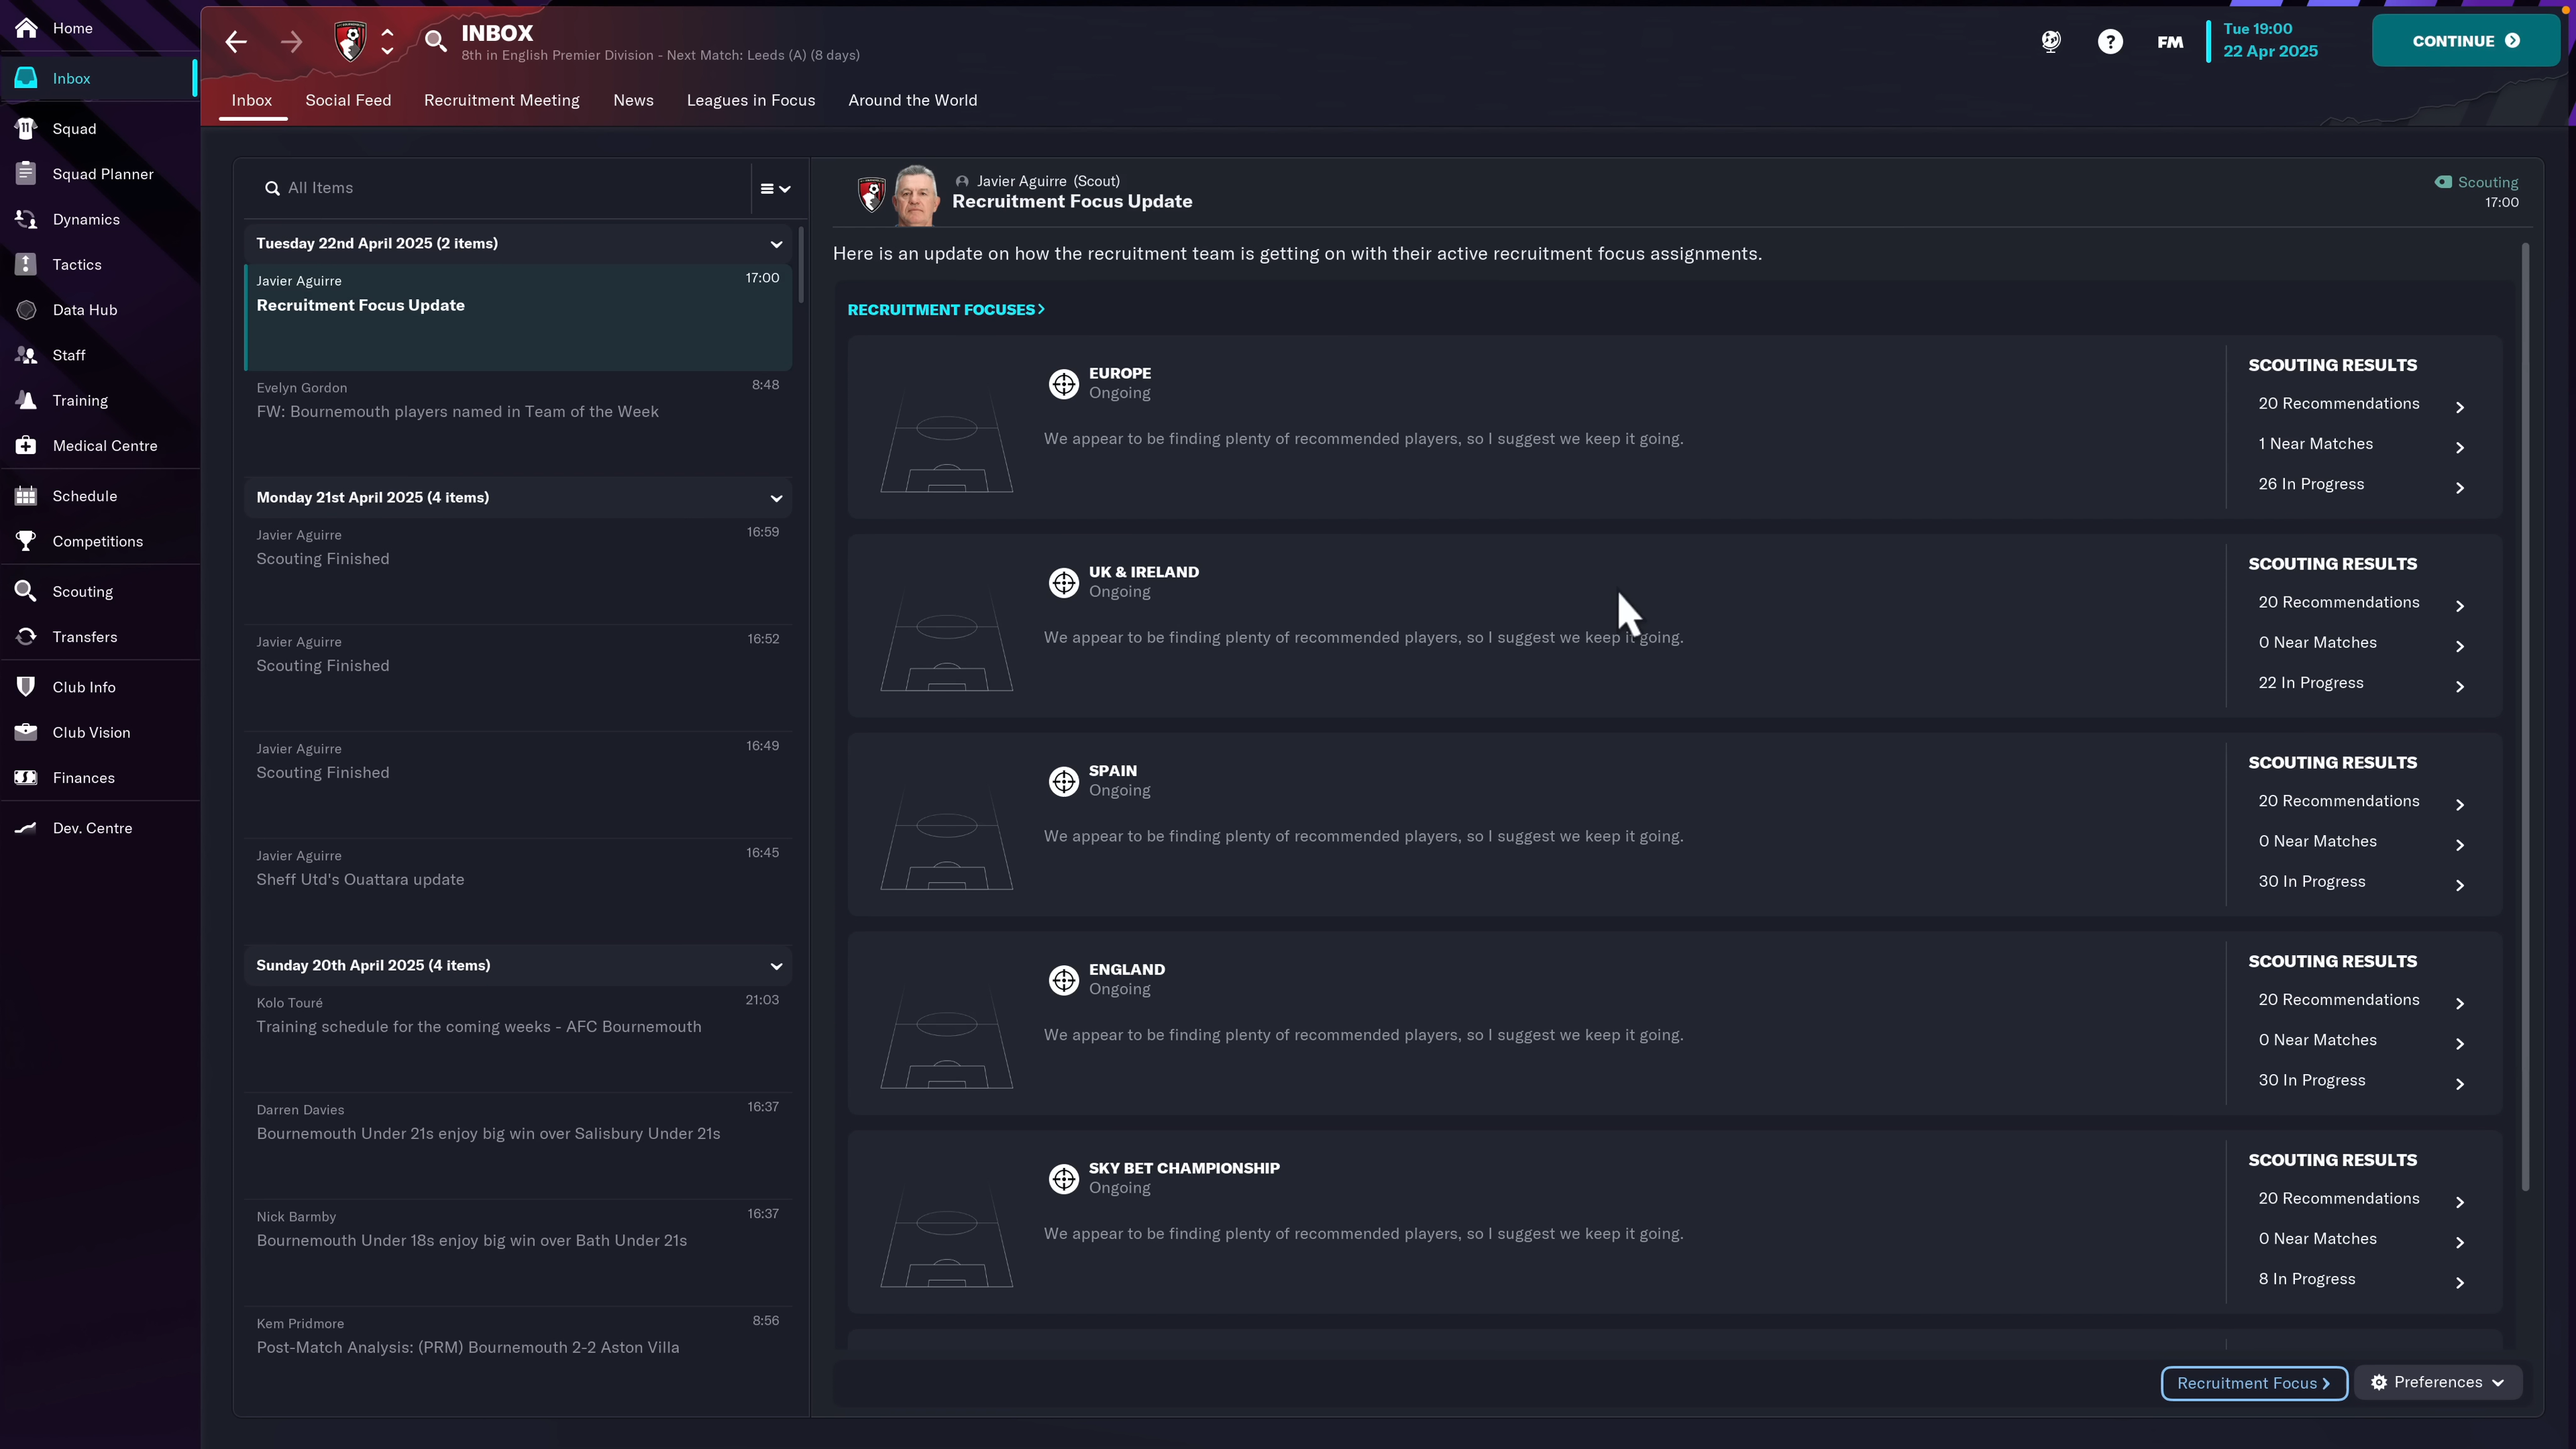 Home
Inbox
Squad
Squad Planner
Dynamics
Tactics
Data Hub
Staff
Training
Medical Centre
Schedule
Competitions
Scouting
Transfers
Club Info
Club Vision
Finances
Dev. Centre
INBOX
8th in English Premier Division - Next Match: Leeds (A) (8 days)
FM
Tue 19:00
22 Apr 2025
CONTINUE
Inbox
Social Feed
Recruitment Meeting
News
Leagues in Focus
Around the World
All Items
Tuesday 22nd April 2025 (2 items)
Javier Aguirre 17:00
Recruitment Focus Update
Evelyn Gordon 8:48
FW: Bournemouth players named in Team of the Week
Monday 21st April 2025 (4 items)
Javier Aguirre 16:59
Scouting Finished
Javier Aguirre 16:52
Scouting Finished
Javier Aguirre 16:49
Scouting Finished
Javier Aguirre 16:45
Sheff Utd's Ouattara update
Sunday 20th April 2025 (4 items)
Kolo Touré 21:03
Training schedule for the coming weeks - AFC Bournemouth
Darren Davies 16:37
Bournemouth Under 21s enjoy big win over Salisbury Under 21s
Nick Barmby 16:37
Bournemouth Under 18s enjoy big win over Bath Under 21s
Kem Pridmore 8:56
Post-Match Analysis: (PRM) Bournemouth 2-2 Aston Villa
Javier Aguirre (Scout)
Recruitment Focus Update
Scouting
17:00
Here is an update on how the recruitment team is getting on with their active recruitment focus assignments.
RECRUITMENT FOCUSES>
EUROPE
Ongoing
We appear to be finding plenty of recommended players, so I suggest we keep it going.
SCOUTING RESULTS
20 Recommendations
1 Near Matches
26 In Progress
UK & IRELAND
Ongoing
We appear to be finding plenty of recommended players, so I suggest we keep it going.
SCOUTING RESULTS
20 Recommendations
0 Near Matches
22 In Progress
SPAIN
Ongoing
We appear to be finding plenty of recommended players, so I suggest we keep it going.
SCOUTING RESULTS
20 Recommendations
0 Near Matches
30 In Progress
ENGLAND
Ongoing
We appear to be finding plenty of recommended players, so I suggest we keep it going.
SCOUTING RESULTS
20 Recommendations
0 Near Matches
30 In Progress
SKY BET CHAMPIONSHIP
Ongoing
We appear to be finding plenty of recommended players, so I suggest we keep it going.
SCOUTING RESULTS
20 Recommendations
0 Near Matches
8 In Progress
Recruitment Focus >
Preferences